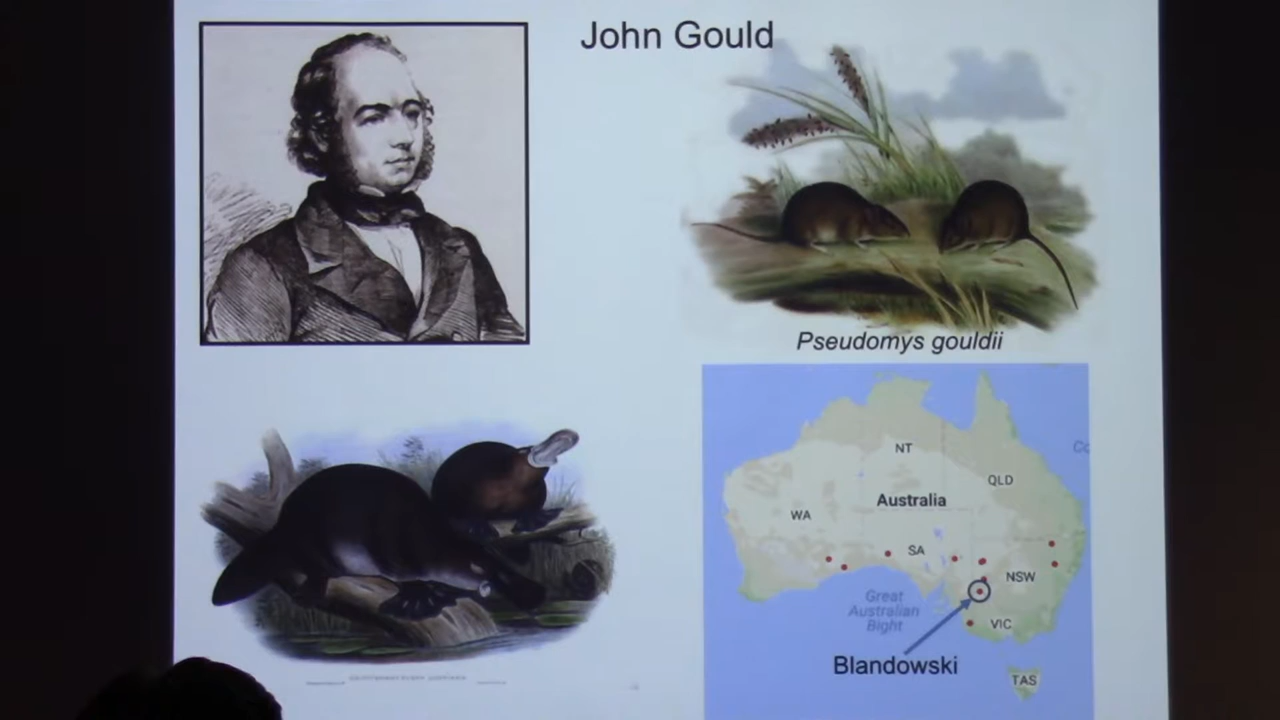 John Gould
Pseudomys gouldii
NT
QLD
Australia
WA
SA
NSW
Great
Australian
Bight
VIC
Blandowski
TAS